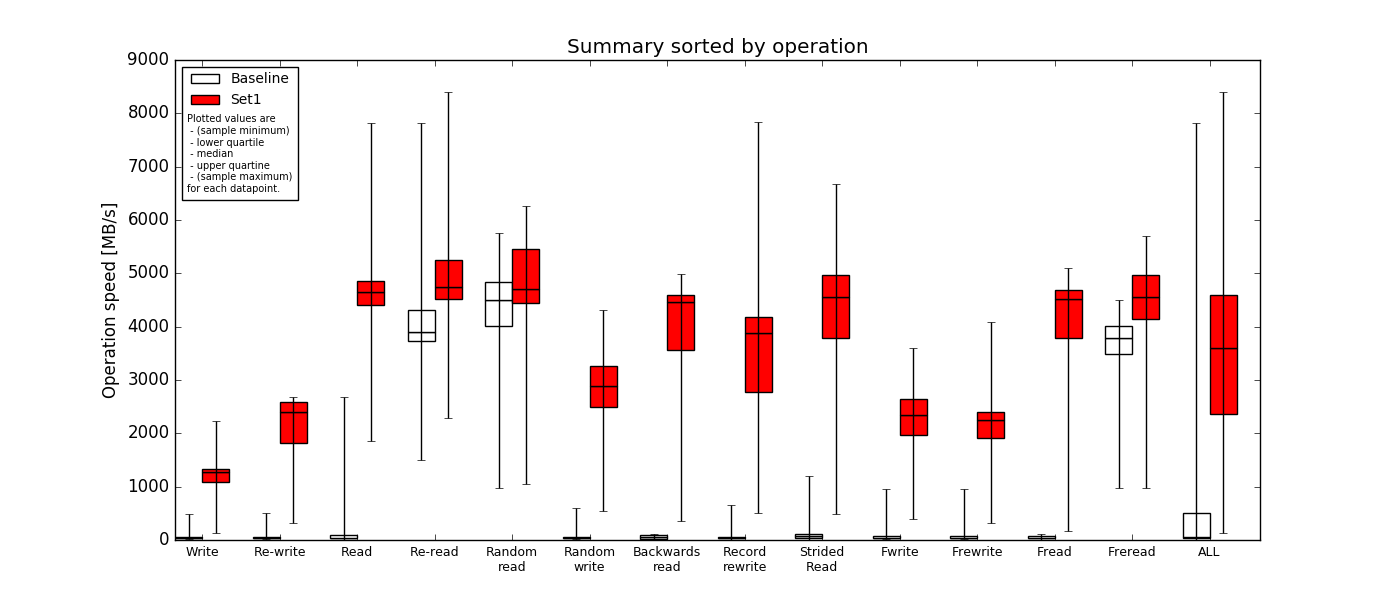 Summary sorted by operation
9000
8000
7000
6000
5000
4000
3000
2000
1000
0
Operation speed [MB/s]
Baseline
Set1
Plotted values are
- (sample minimum)
- lower quartile
- median
- upper quartine
- (sample maximum)
for each datapoint.
Write
Re-write
Read
Re-read
Random
read
Random
write
Backwards
read
Record
rewrite
Strided
Read
Fwrite
Frewrite
Fread
Freread
ALL